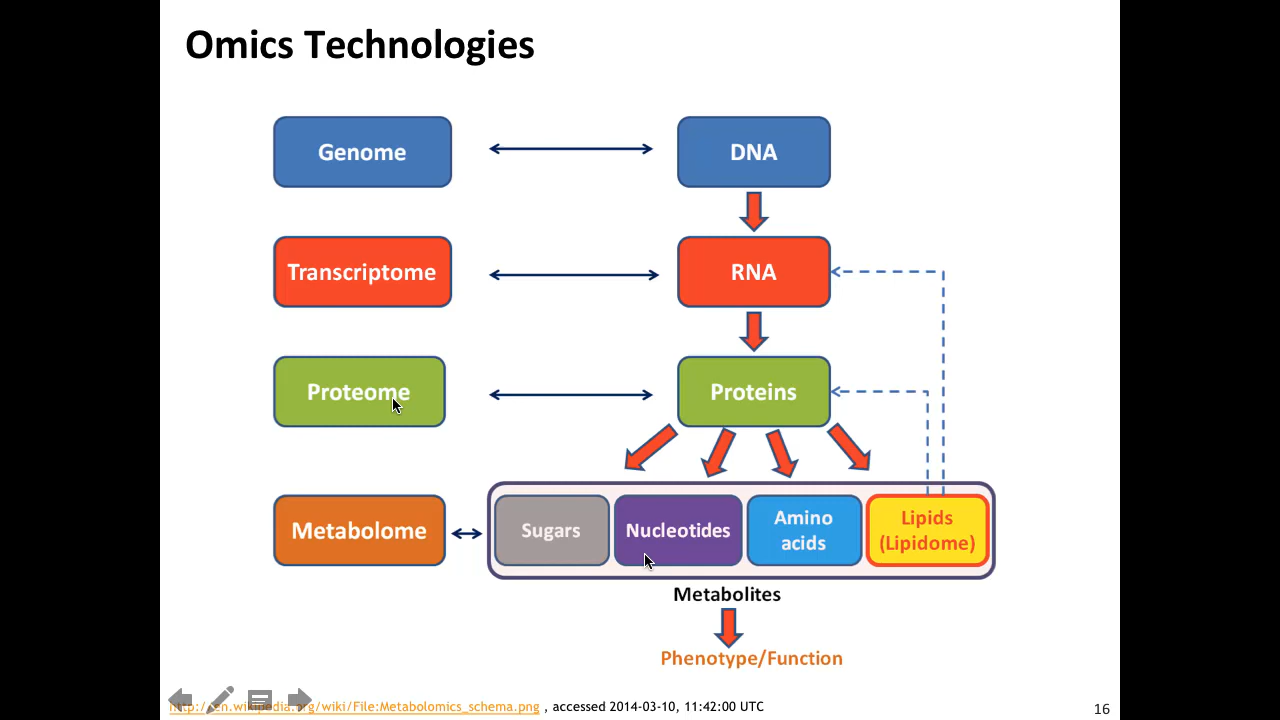 Omics Technologies
Genome
DNA
Transcriptome
RNA
Proteome
Proteins
Metabolome
Sugars
Nucleotides
Amino
acids
Lipids
(Lipidome)
Metabolites
Phenotype/Function
http://en.wikipedia.org/wiki/File:Metabolomics_schema.png , accessed 2014-03-10, 11:42:00 UTC
16